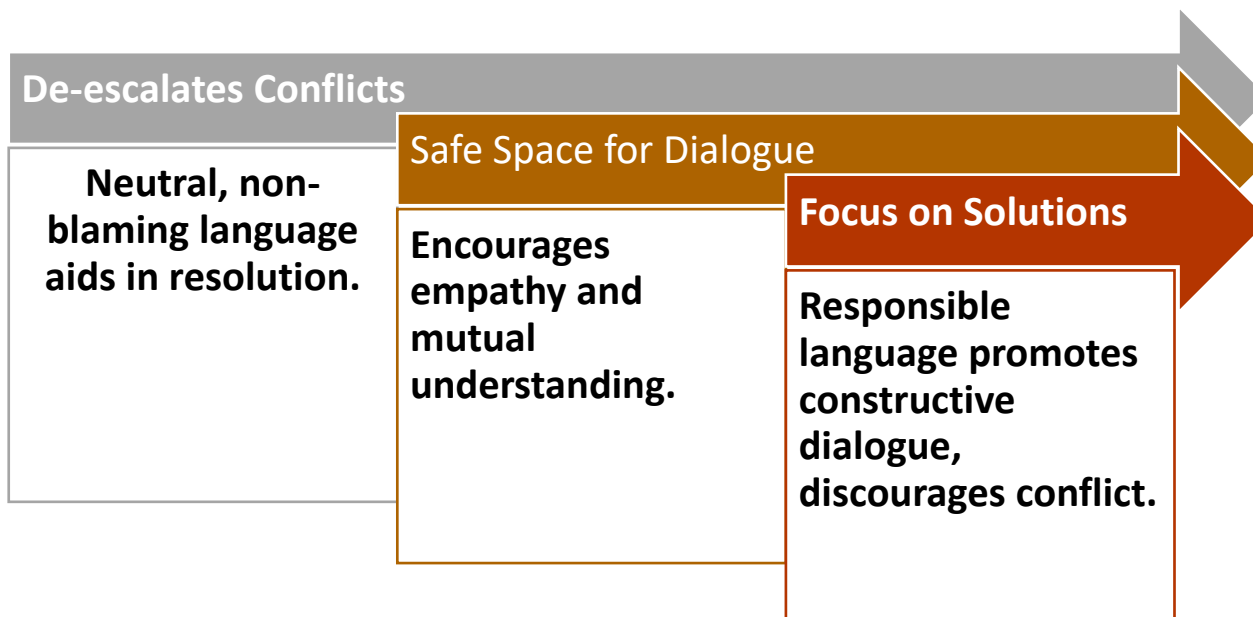 De-escalates Conflicts
Neutral, non-
blaming language
aids in resolution.
Safe Space for Dialogue
Encourages
empathy and
mutual
understanding.
Focus on Solutions
Responsible
language promotes
constructive
dialogue,
discourages conflict.